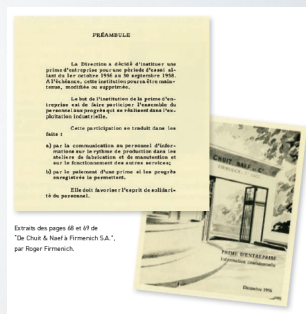 PRÉAMBULE
La Direction a décidé d'instituer une
prime d'entreprise pour une période d'essai al-
lant du 1er octobre 1956 au 30 septembre 1958.
A l'échéance, cette institution pourra être main-
tenue, modifiée ou supprimée.
Le but de l'institution de la prime d'en-
treprise est de faire participer l'ensemble du
personnel aux progrès qui se réalisent dans l'ex-
ploitation industrielle.
Cette participation se traduit dans les
faits :
a) par la communication au personnel d'infor-
mations sur le rythme de production dans les
ateliers de fabrication et de manutention et
sur le fonctionnement des autres services;
b) par le paiement d'une prime si les progrès
enregistrés le permettent.
Elle doit favoriser l'esprit de solidari-
té du personnel.
CHUIT, NAEF & Cie
PRIME D'ENTREPRISE
Information confidentielle
Décembre 1956
Extraits des pages 68 et 69 de
"De Chuit & Naef à Firmenich S.A.",
par Roger Firmenich.